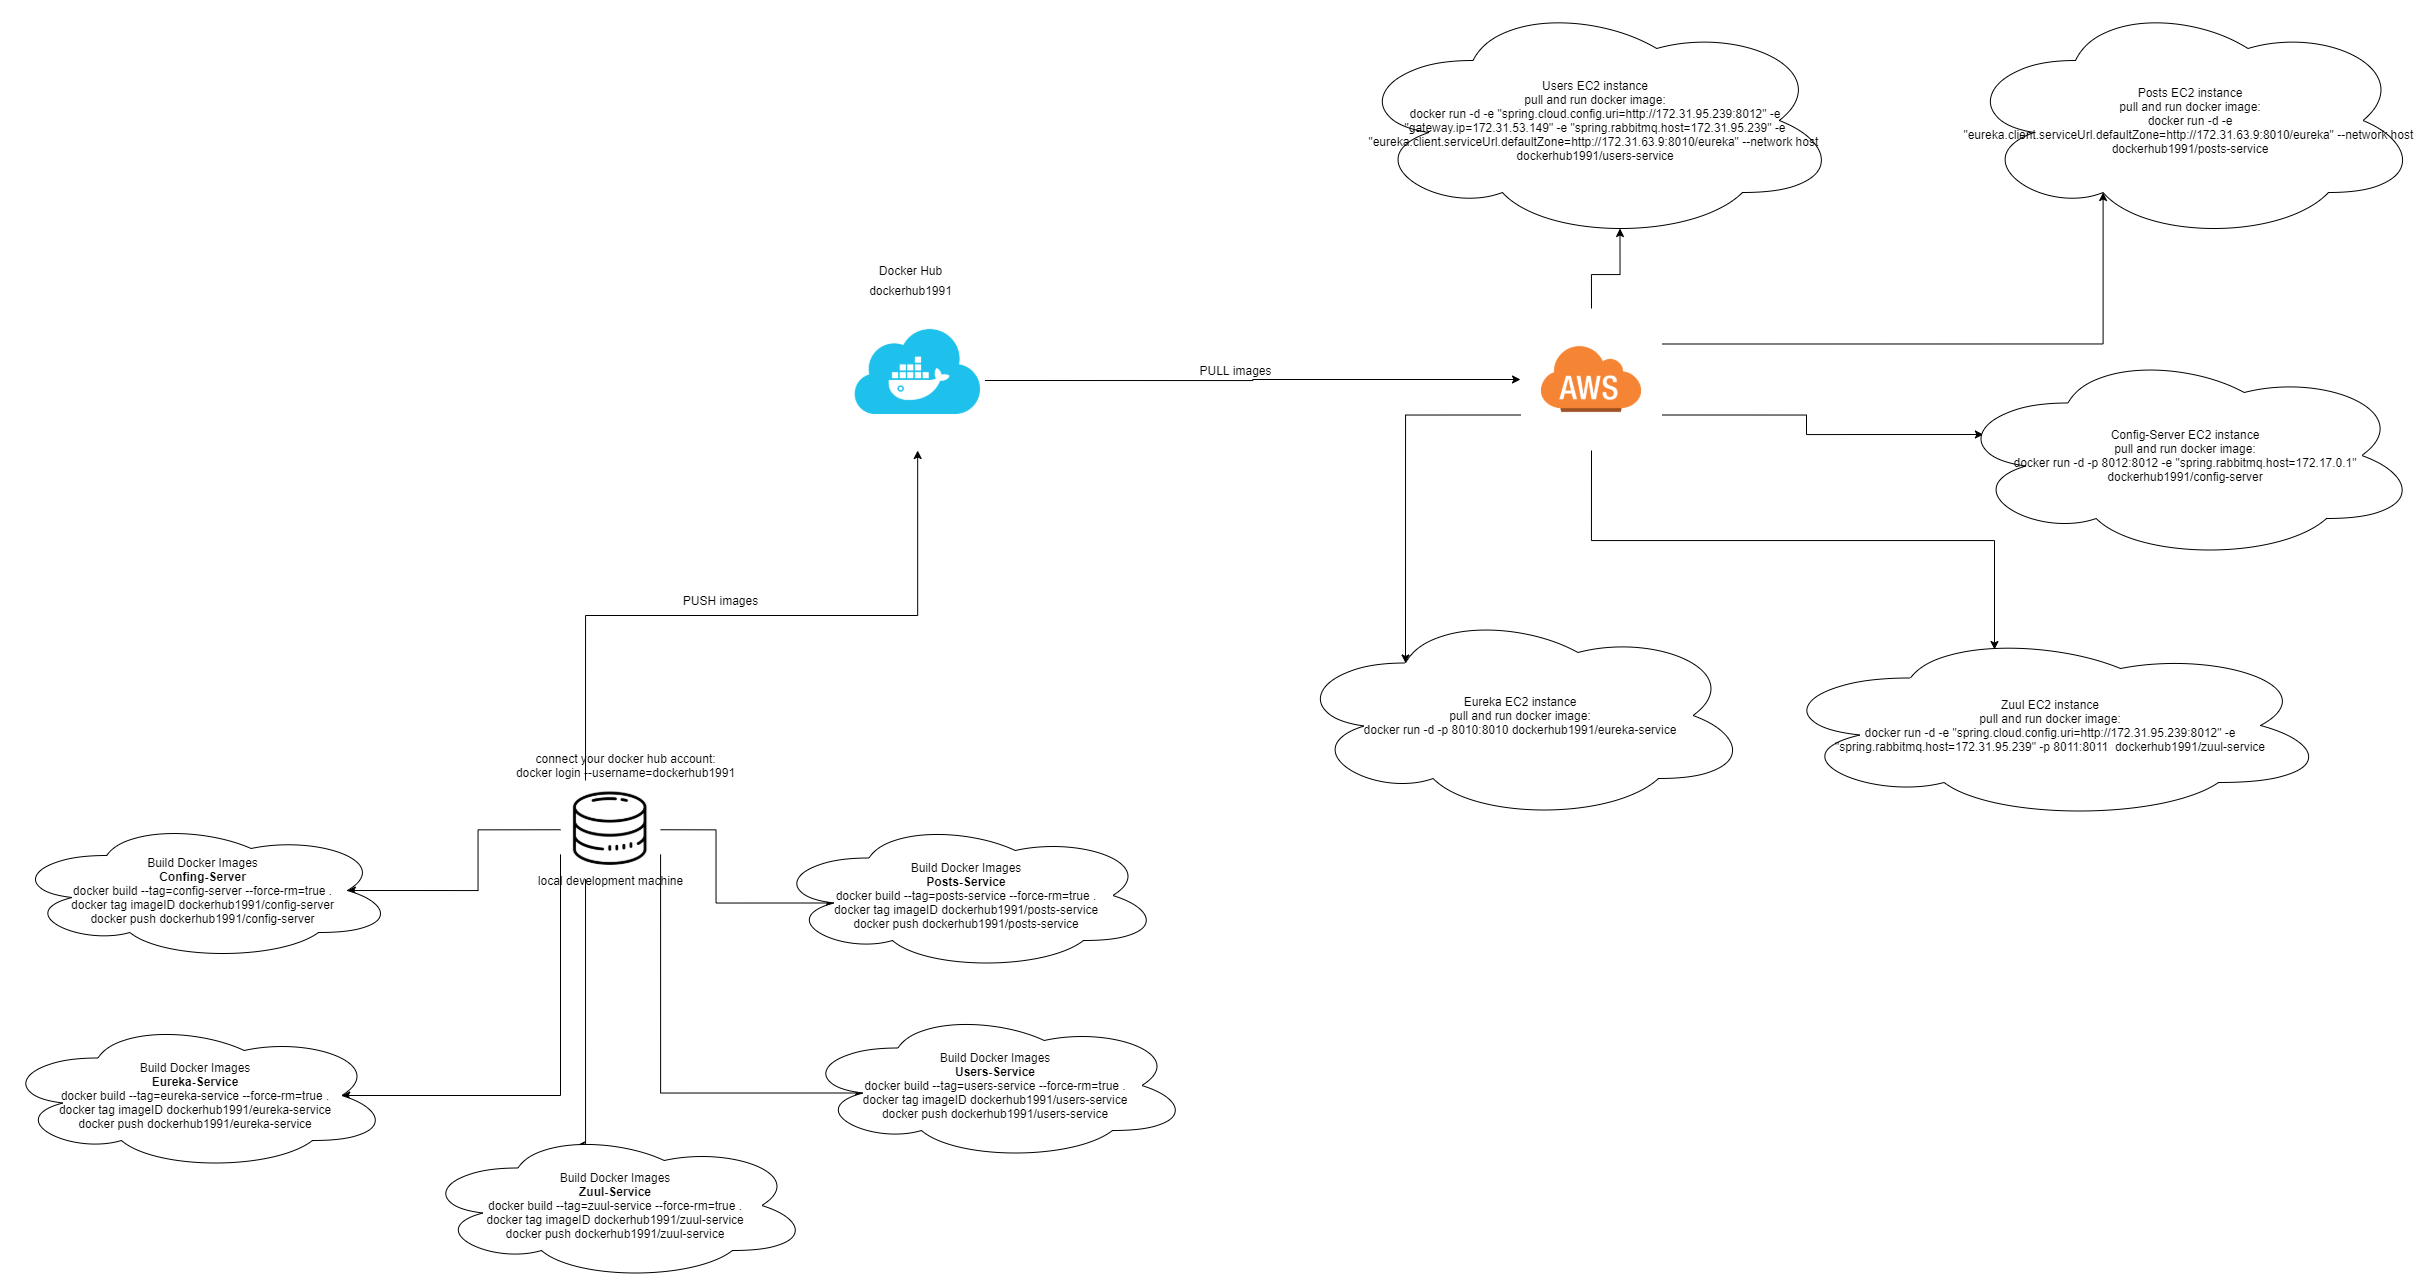 Users EC2 instance
pull and run docker image:
docker run -d -e "spring.cloud.config.uri=http://172.31.95.239:8012" -e
"gateway.ip=172.31.53.149" -e "spring.rabbitmq.host=172.31.95.239" -e
"eureka.client.serviceUrl.defaultZone=http://172.31.63.9:8010/eureka" --network host
dockerhub1991/users-service
Posts EC2 instance
pull and run docker image:
docker run -d -e
"eureka.client.serviceUrl.defaultZone=http://172.31.63.9:8010/eureka" --network host
dockerhub1991/posts-service
Docker Hub
dockerhub1991
PULL images
AWS
Config-Server EC2 instance
pull and run docker image:
docker run -d -p 8012:8012 -e "spring.rabbitmq.host=172.17.0.1"
dockerhub1991/config-server
PUSH images
Eureka EC2 instance
pull and run docker image:
docker run -d -p 8010:8010 dockerhub1991/eureka-service
Zuul EC2 instance
pull and run docker image:
docker run -d -e "spring.cloud.config.uri=http://172.31.95.239:8012" -e
"spring.rabbitmq.host=172.31.95.239" -p 8011:8011 dockerhub1991/zuul-service
connect your docker hub account:
docker login --username=dockerhub1991
local development machine
Build Docker Images
Confing-Server
docker build --tag=config-server --force-rm=true .
docker tag imageID dockerhub1991/config-server
docker push dockerhub1991/config-server
Build Docker Images
Posts-Service
docker build --tag=posts-service --force-rm=true .
docker tag imageID dockerhub1991/posts-service
docker push dockerhub1991/posts-service
Build Docker Images
Eureka-Service
docker build --tag=eureka-service --force-rm=true .
docker tag imageID dockerhub1991/eureka-service
docker push dockerhub1991/eureka-service
Build Docker Images
Users-Service
docker build --tag=users-service --force-rm=true .
docker tag imageID dockerhub1991/users-service
docker push dockerhub1991/users-service
Build Docker Images
Zuul-Service
docker build --tag=zuul-service --force-rm=true .
docker tag imageID dockerhub1991/zuul-service
docker push dockerhub1991/zuul-service